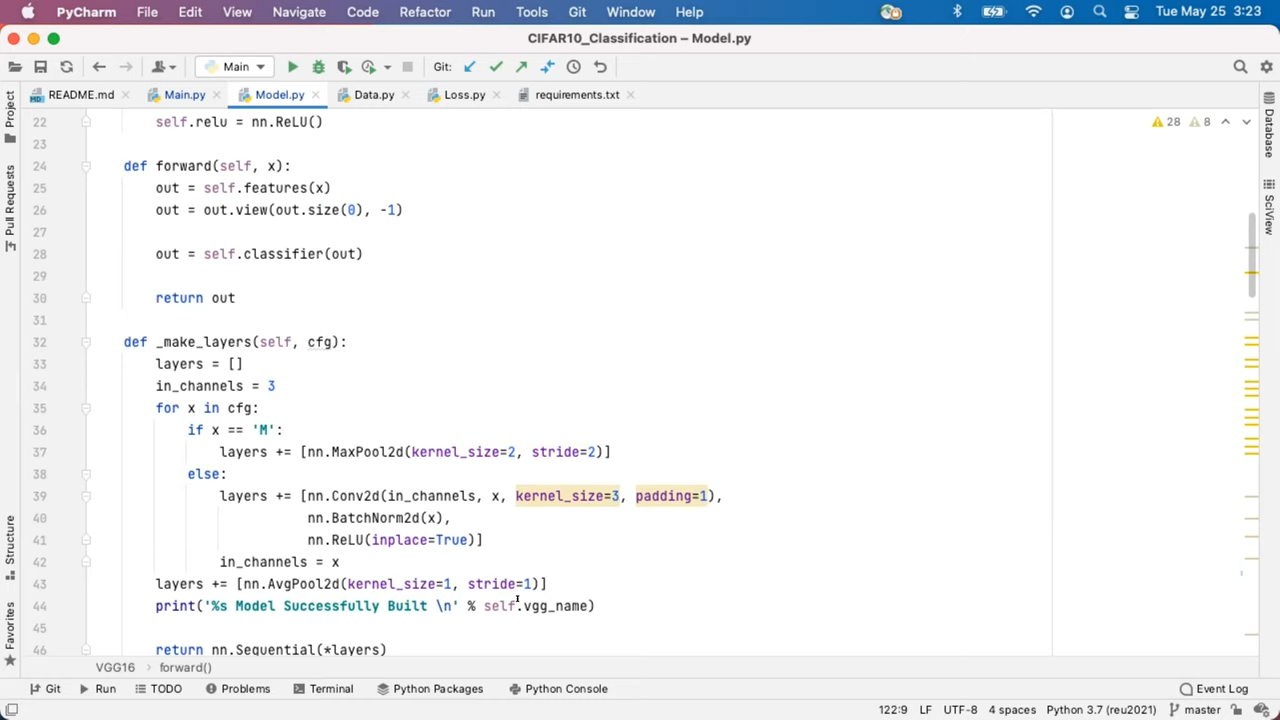 PyCharm File Edit View Navigate Code Refactor Run Tools Git Window Help Tue May 25 3:23
CIFAR10_Classification – Model.py
Main Git:
README.md Main.py Model.py Data.py Loss.py requirements.txt
22 self.relu = nn.ReLU() 28 8
23
24 def forward(self, x):
25 out = self.features(x)
26 out = out.view(out.size(0), -1)
27
28 out = self.classifier(out)
29
30 return out
31
32 def _make_layers(self, cfg):
33 layers = []
34 in_channels = 3
35 for x in cfg:
36 if x == 'M':
37 layers += [nn.MaxPool2d(kernel_size=2, stride=2)]
38 else:
39 layers += [nn.Conv2d(in_channels, x, kernel_size=3, padding=1),
40 nn.BatchNorm2d(x),
41 nn.ReLU(inplace=True)]
42 in_channels = x
43 layers += [nn.AvgPool2d(kernel_size=1, stride=1)]
44 print('%s Model Successfully Built \n' % self.vgg_name)
45
46 return nn.Sequential(*layers)
Project
Pull Requests
Structure
Favorites
Database
SciView
VGG16 › forward()
Git Run TODO Problems Terminal Python Packages Python Console Event Log
122:9 LF UTF-8 4 spaces Python 3.7 (reu2021) master